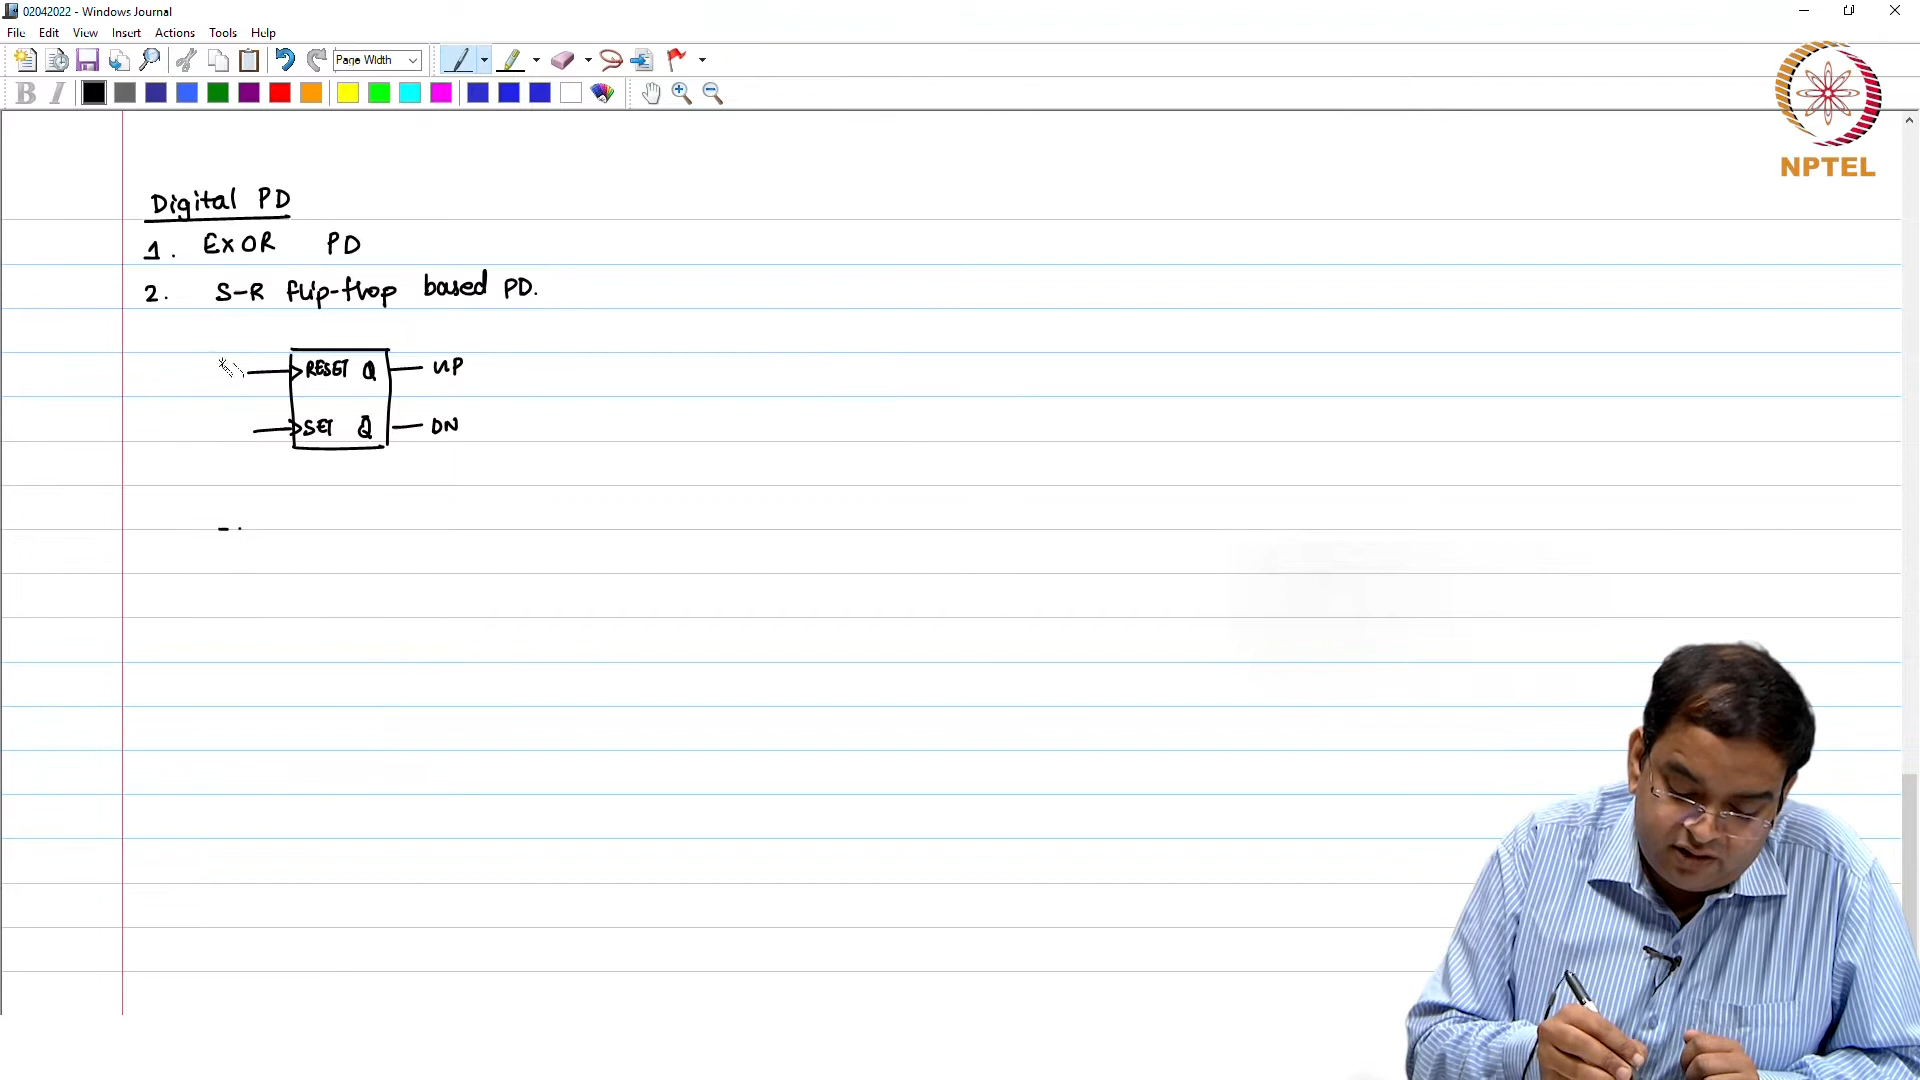 02042022 - Windows Journal
File Edit View Insert Actions Tools Help
Page Width
B I
NPTEL
Digital PD
1. EXOR PD
2. S-R flip-flop based PD.
RESET Q UP
SET Q̅ DN